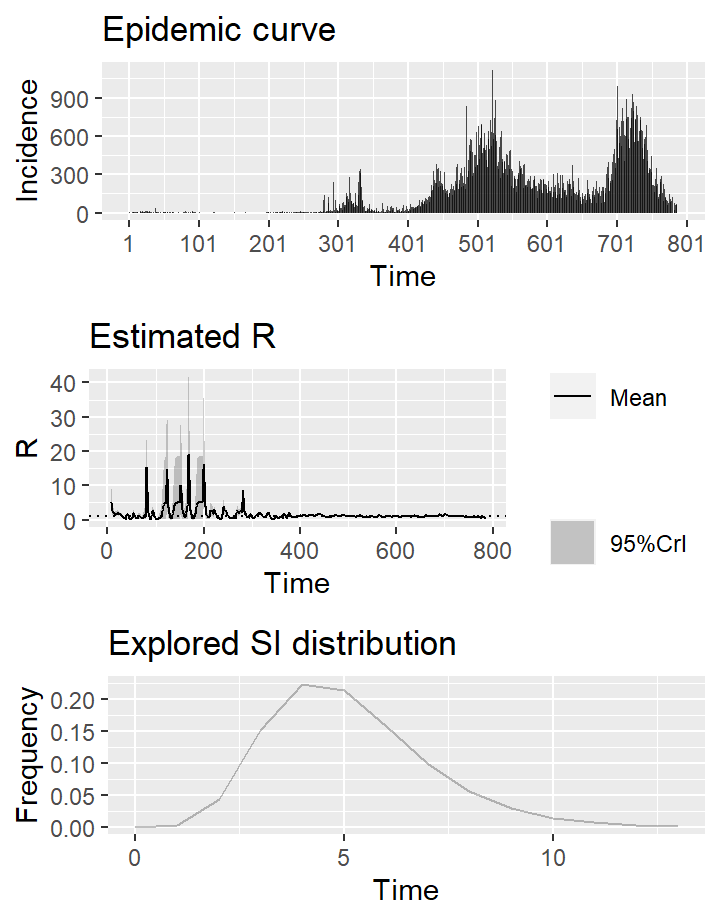 Epidemic curve
Incidence
900
600
300
0
1 101 201 301 401 501 601 701 801
Time
Estimated R
R
40
30
20
10
0
0 200 400 600 800
Time
Mean
95%CrI
Explored SI distribution
Frequency
0.20
0.15
0.10
0.05
0.00
0 5 10
Time